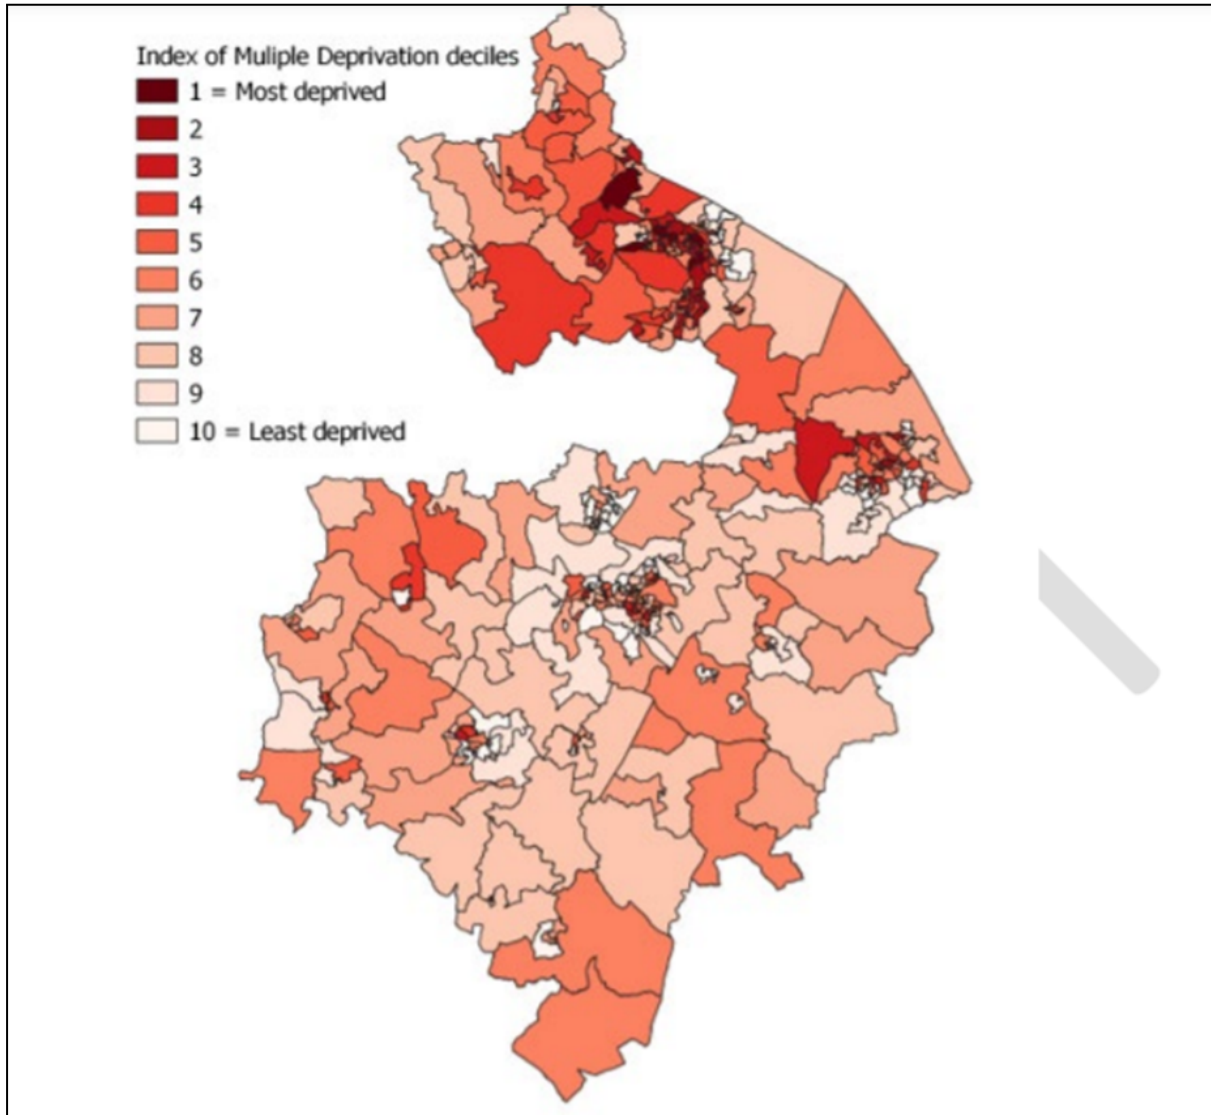 Index of Muliple Deprivation deciles
1 = Most deprived
2
3
4
5
6
7
8
9
10 = Least deprived